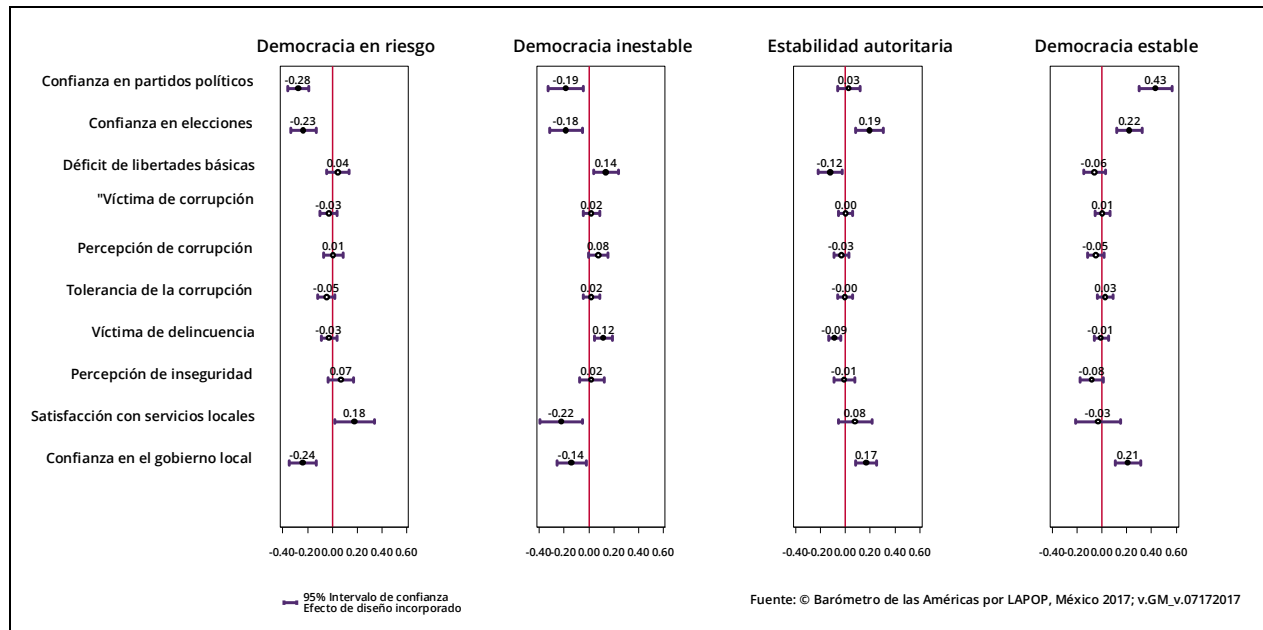 Democracia en riesgo Democracia inestable Estabilidad autoritaria Democracia estable
Confianza en partidos políticos -0.28 -0.19 0.03 0.43
Confianza en elecciones -0.23 -0.18 0.19 0.22
Déficit de libertades básicas 0.04 0.14 -0.12 -0.06
"Víctima de corrupción -0.03 0.02 0.00 0.01
Percepción de corrupción 0.01 0.08 -0.03 -0.05
Tolerancia de la corrupción -0.05 0.02 -0.00 0.03
Víctima de delincuencia -0.03 0.12 -0.09 -0.01
Percepción de inseguridad 0.07 0.02 -0.01 -0.08
Satisfacción con servicios locales 0.18 -0.22 0.08 -0.03
Confianza en el gobierno local -0.24 -0.14 0.17 0.21
-0.40 -0.20 0.00 0.20 0.40 0.60 -0.40 -0.20 0.00 0.20 0.40 0.60 -0.40 -0.20 0.00 0.20 0.40 0.60 -0.40 -0.20 0.00 0.20 0.40 0.60
95% Intervalo de confianza
Efecto de diseño incorporado
Fuente: © Barómetro de las Américas por LAPOP, México 2017; v.GM_v.07172017